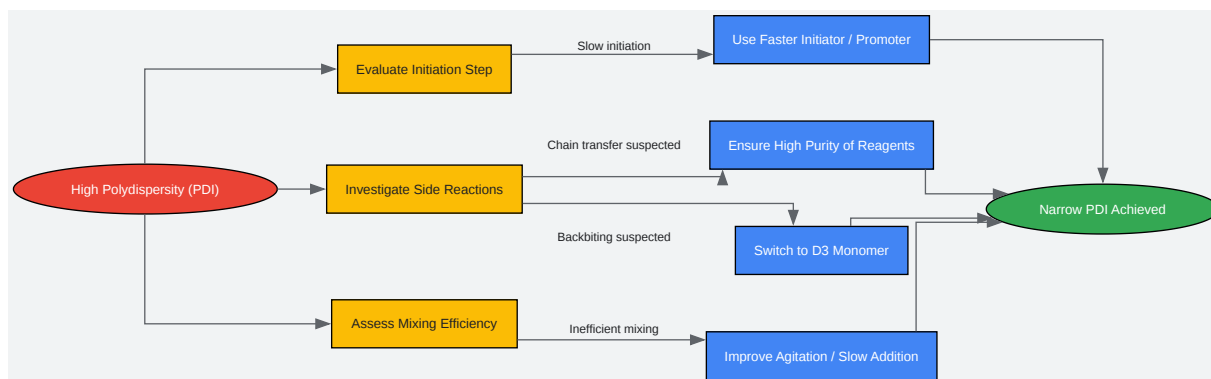 High Polydispersity (PDI)
Evaluate Initiation Step
Slow initiation
Use Faster Initiator / Promoter
Investigate Side Reactions
Chain transfer suspected
Ensure High Purity of Reagents
Backbiting suspected
Switch to D3 Monomer
Assess Mixing Efficiency
Inefficient mixing
Improve Agitation / Slow Addition
Narrow PDI Achieved